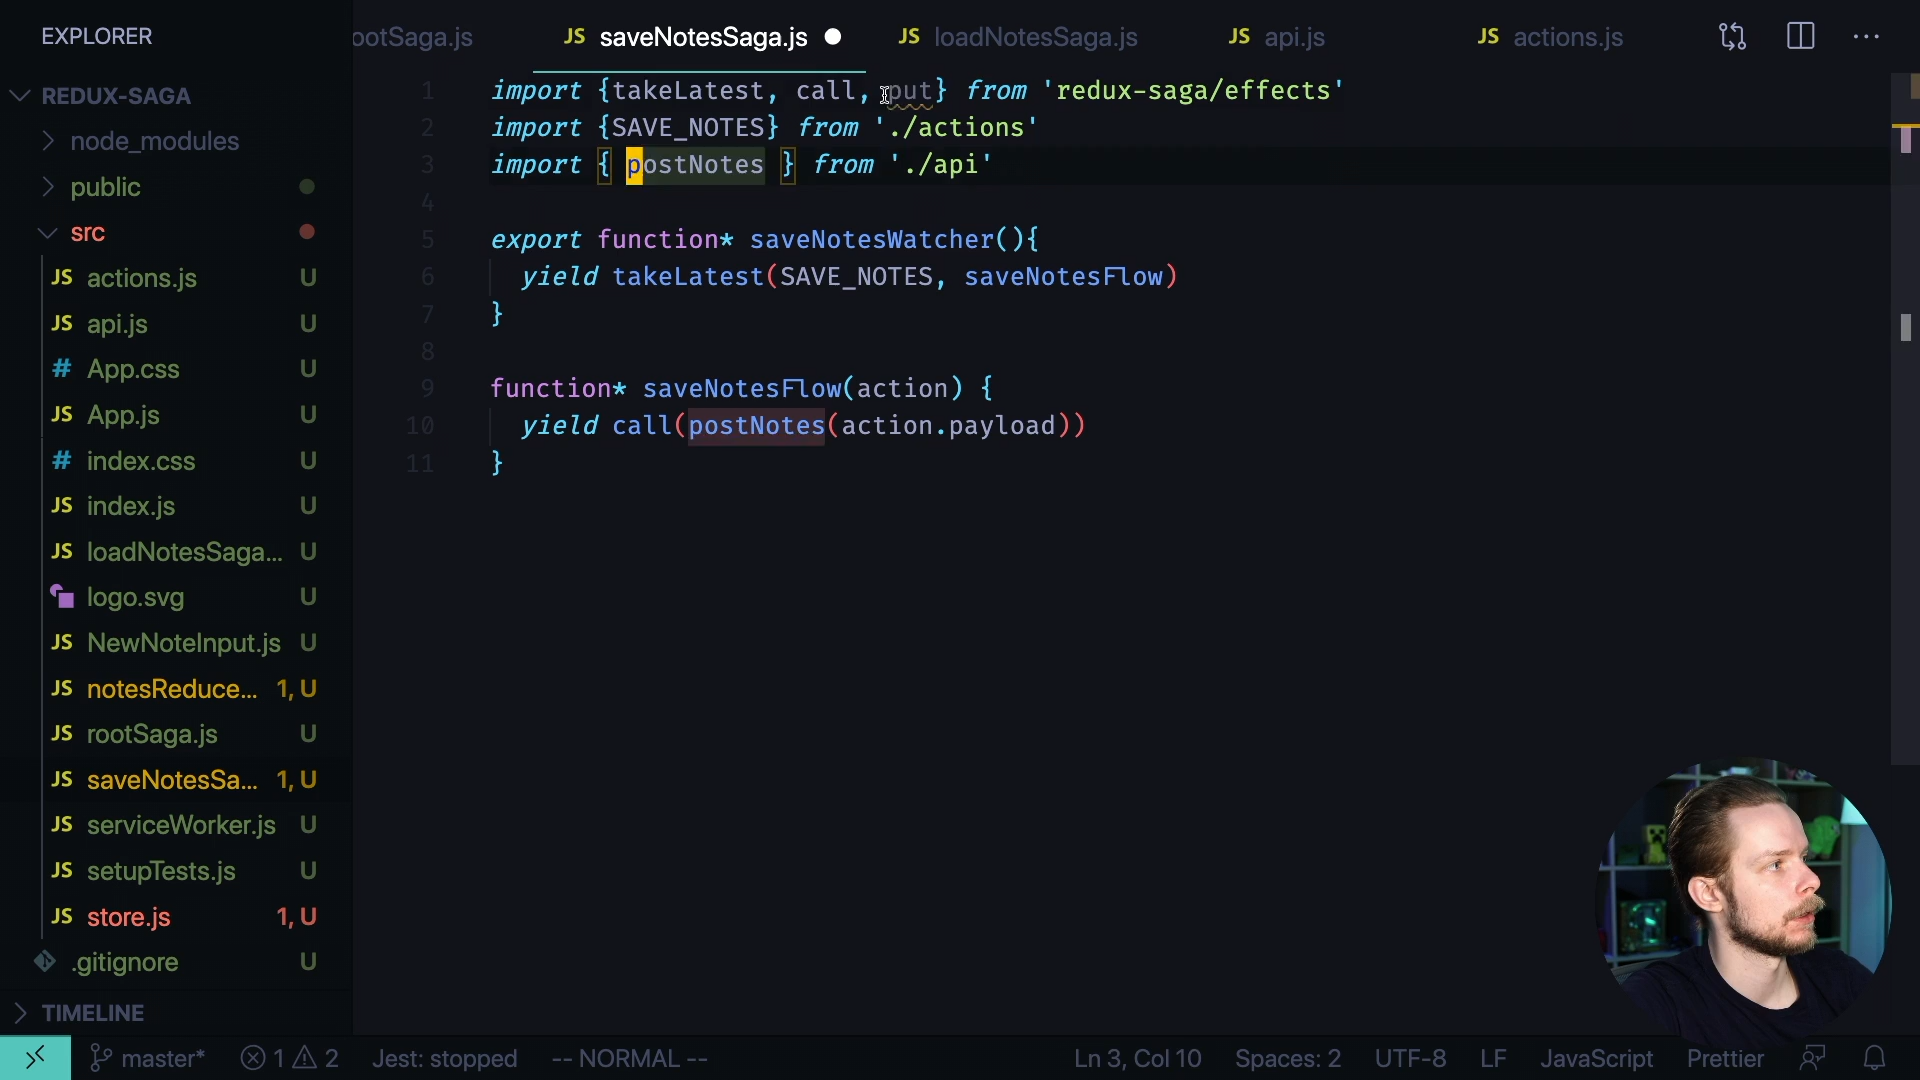 EXPLORER
ootSaga.js
JS saveNotesSaga.js
JS loadNotesSaga.js
JS api.js
JS actions.js
REDUX-SAGA
node_modules
public
src
JS actions.js U
JS api.js U
# App.css U
JS App.js U
# index.css U
JS index.js U
JS loadNotesSaga... U
logo.svg U
JS NewNoteInput.js U
JS notesReduce... 1, U
JS rootSaga.js U
JS saveNotesSa... 1, U
JS serviceWorker.js U
JS setupTests.js U
JS store.js 1, U
.gitignore U
TIMELINE
1 import {takeLatest, call, put} from 'redux-saga/effects'
2 import {SAVE_NOTES} from './actions'
3 import { postNotes } from './api'
4
5 export function* saveNotesWatcher(){
6 yield takeLatest(SAVE_NOTES, saveNotesFlow)
7 }
8
9 function* saveNotesFlow(action) {
10 yield call(postNotes(action.payload))
11 }
master* 1 2 Jest: stopped -- NORMAL -- Ln 3, Col 10 Spaces: 2 UTF-8 LF JavaScript Prettier